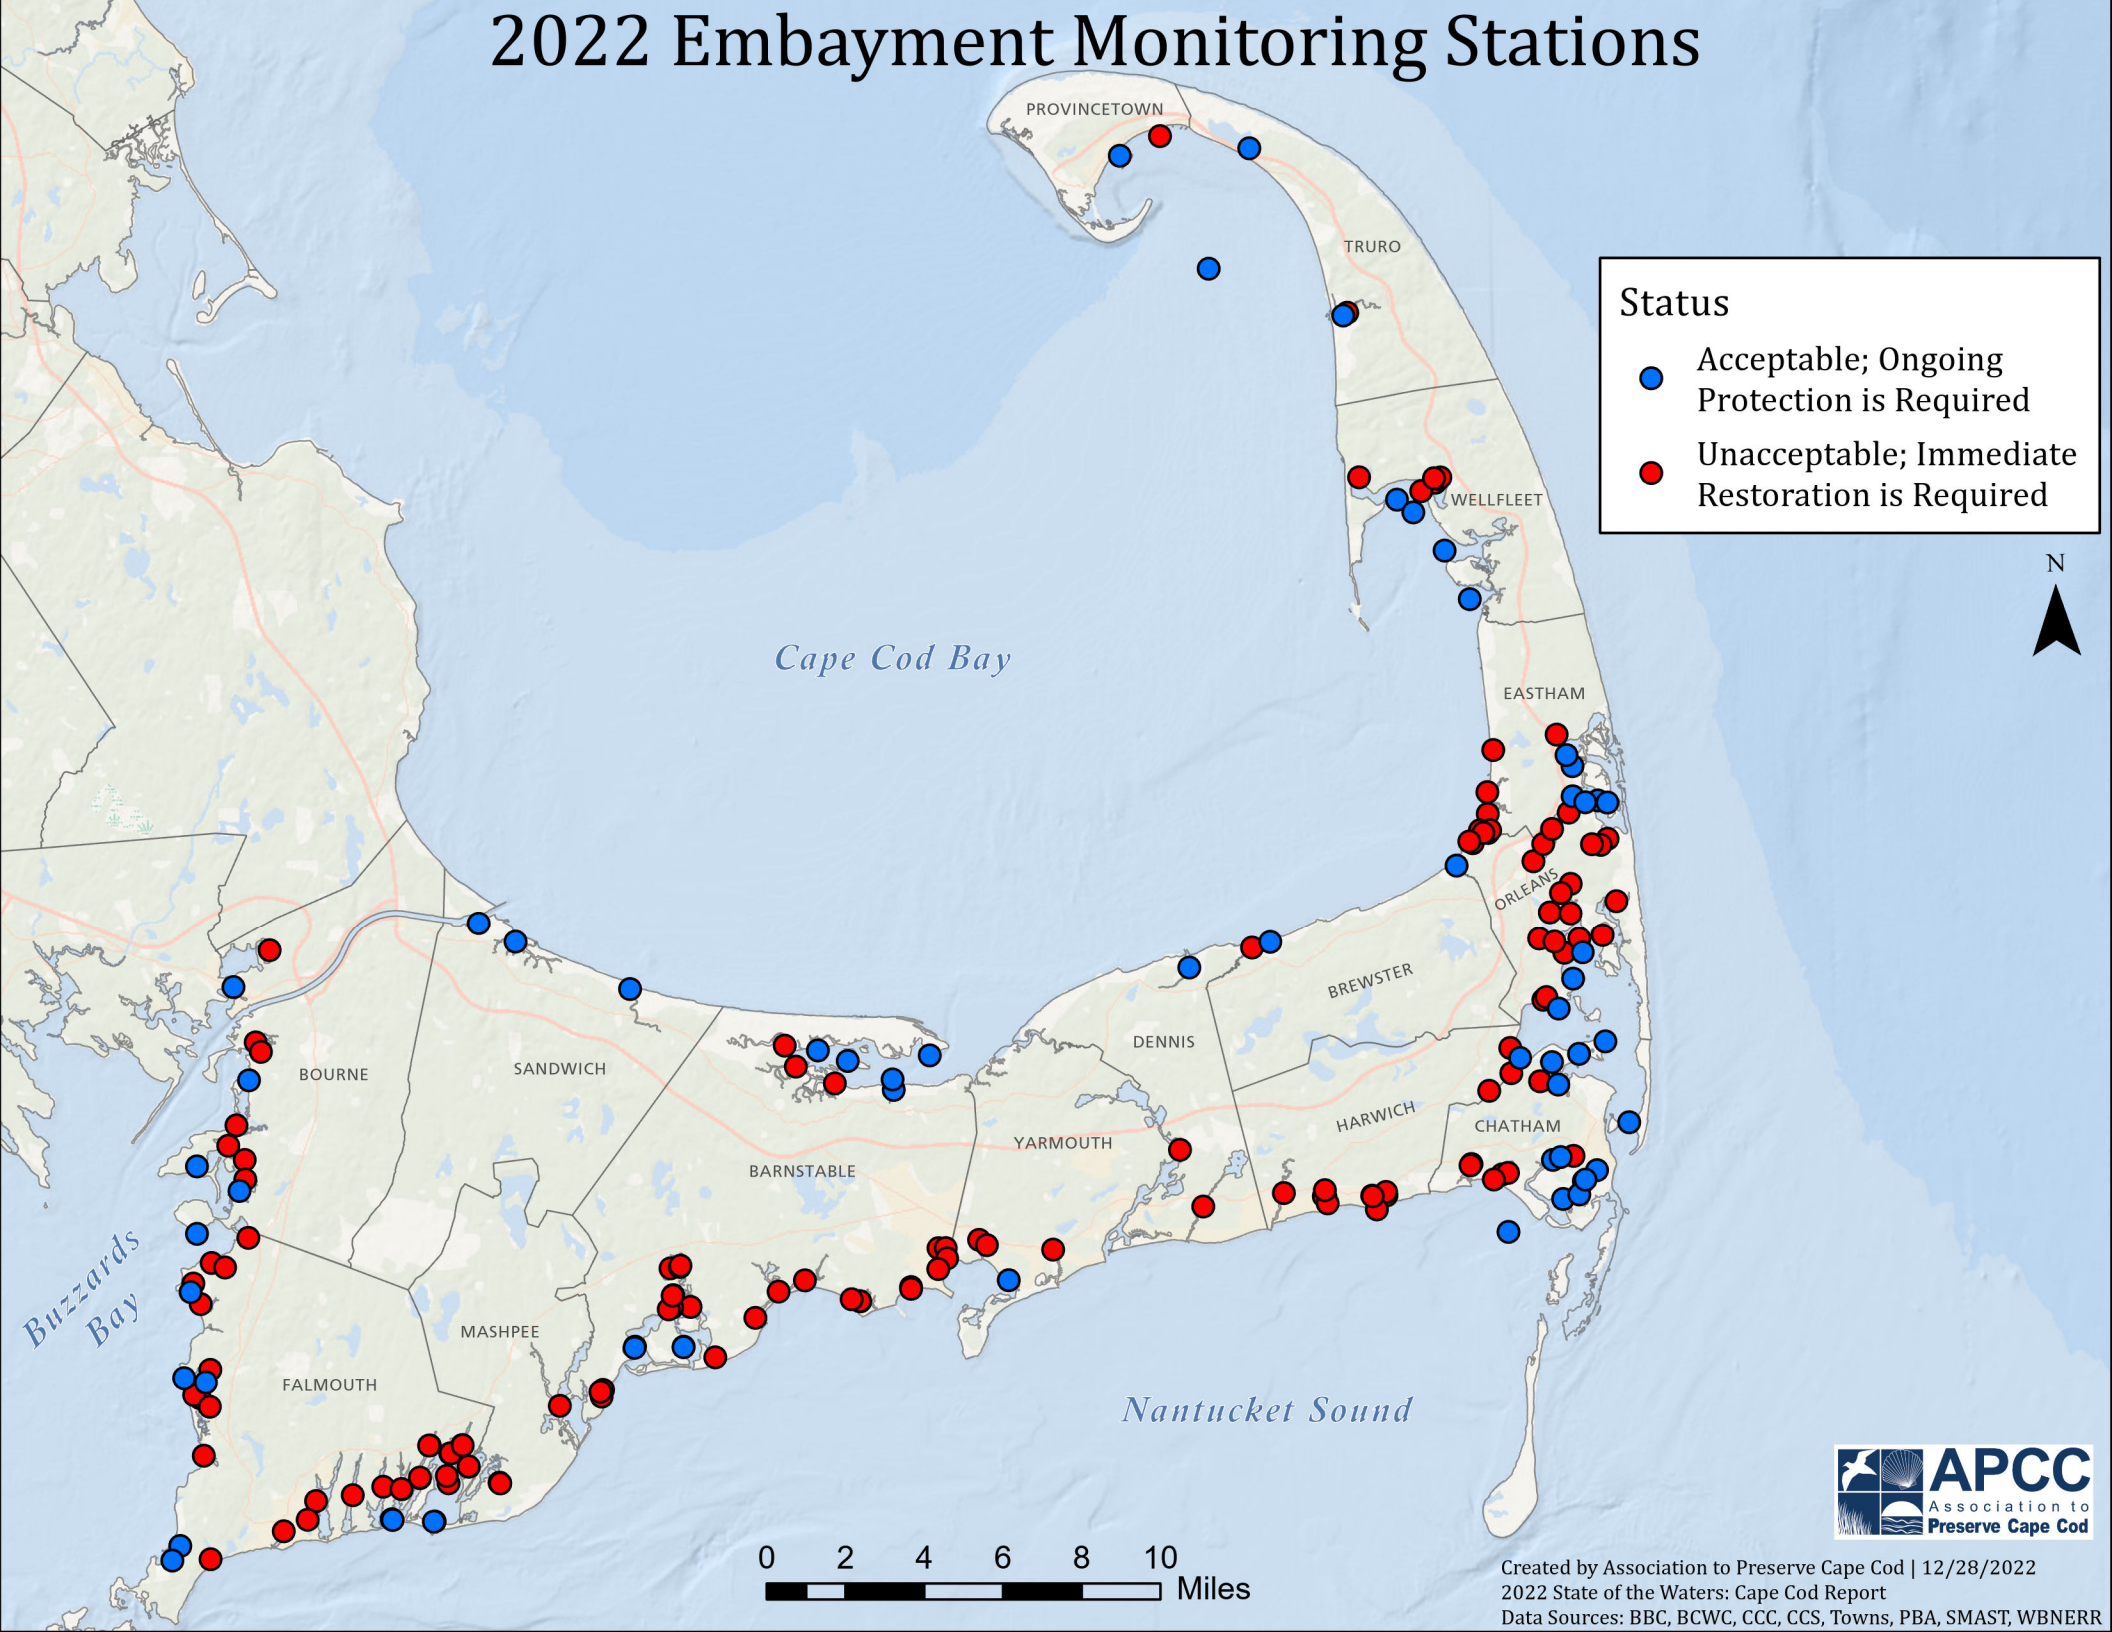 2022 Embayment Monitoring Stations
PROVINCETOWN
TRURO
Status
Acceptable; Ongoing
Protection is Required
Unacceptable; Immediate
Restoration is Required
WELLFLEET
N
Cape Cod Bay
EASTHAM
ORLEANS
BREWSTER
DENNIS
SANDWICH
BOURNE
HARWICH
CHATHAM
YARMOUTH
BARNSTABLE
Buzzards
Bay
MASHPEE
FALMOUTH
Nantucket Sound
APCC
Association to
Preserve Cape Cod
0 2 4 6 8 10
Miles
Created by Association to Preserve Cape Cod | 12/28/2022
2022 State of the Waters: Cape Cod Report
Data Sources: BBC, BCWC, CCC, CCS, Towns, PBA, SMAST, WBNERR